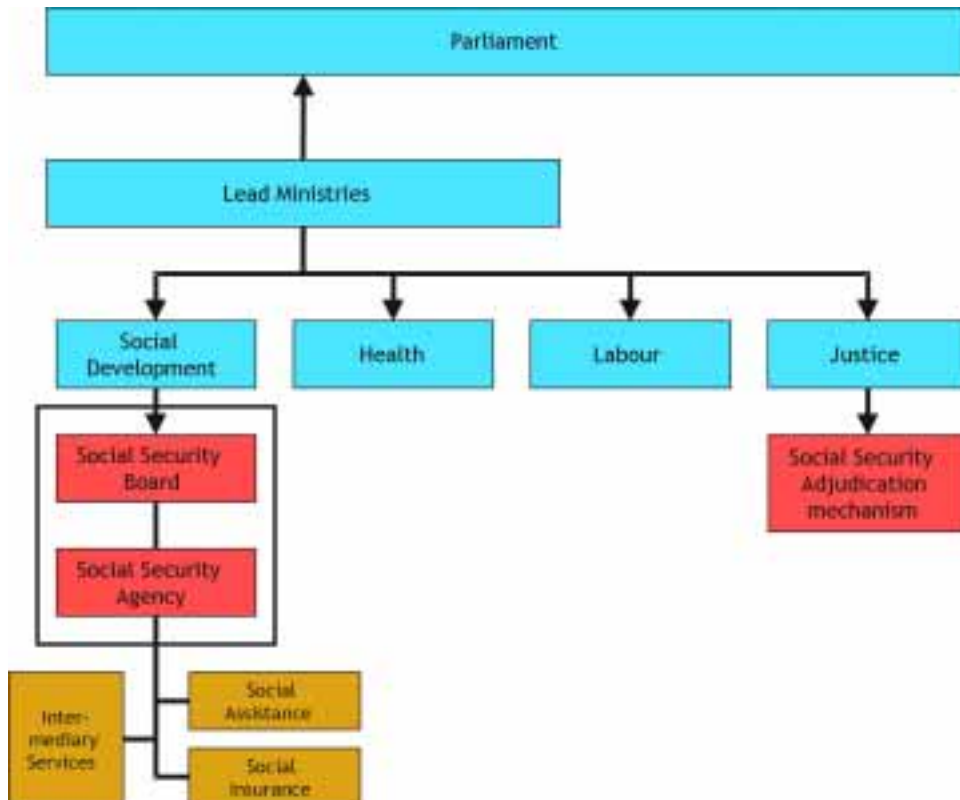 Parliament
Lead Ministries
Social
Development
Health
Labour
Justice
Social Security
Board
Social Security
Adjudication
mechanism
Social Security
Agency
Inter-
mediary
Services
Social
Assistance
Social
Insurance